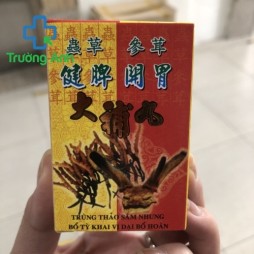 Trường Anh
蟲草 參茸
健脾 開胃
大補丸
TRÙNG THẢO SÂM NHUNG
BỔ TỲ KHAI VỊ ĐẠI BỔ HOÀN